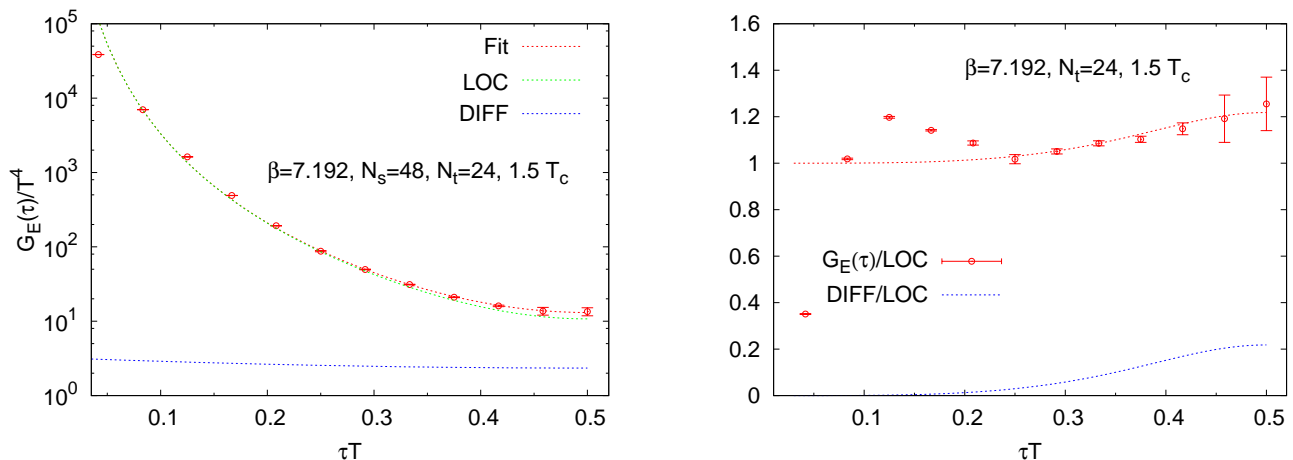 10^5
10^4
10^3
10^2
10^1
10^0
G_E(τ)/T^4
Fit
LOC
DIFF
β=7.192, N_s=48, N_t=24, 1.5 T_c
0.1 0.2 0.3 0.4 0.5
τT
1.6
1.4
1.2
1
0.8
0.6
0.4
0.2
0
β=7.192, N_t=24, 1.5 T_c
G_E(τ)/LOC
DIFF/LOC
0.1 0.2 0.3 0.4 0.5
τT